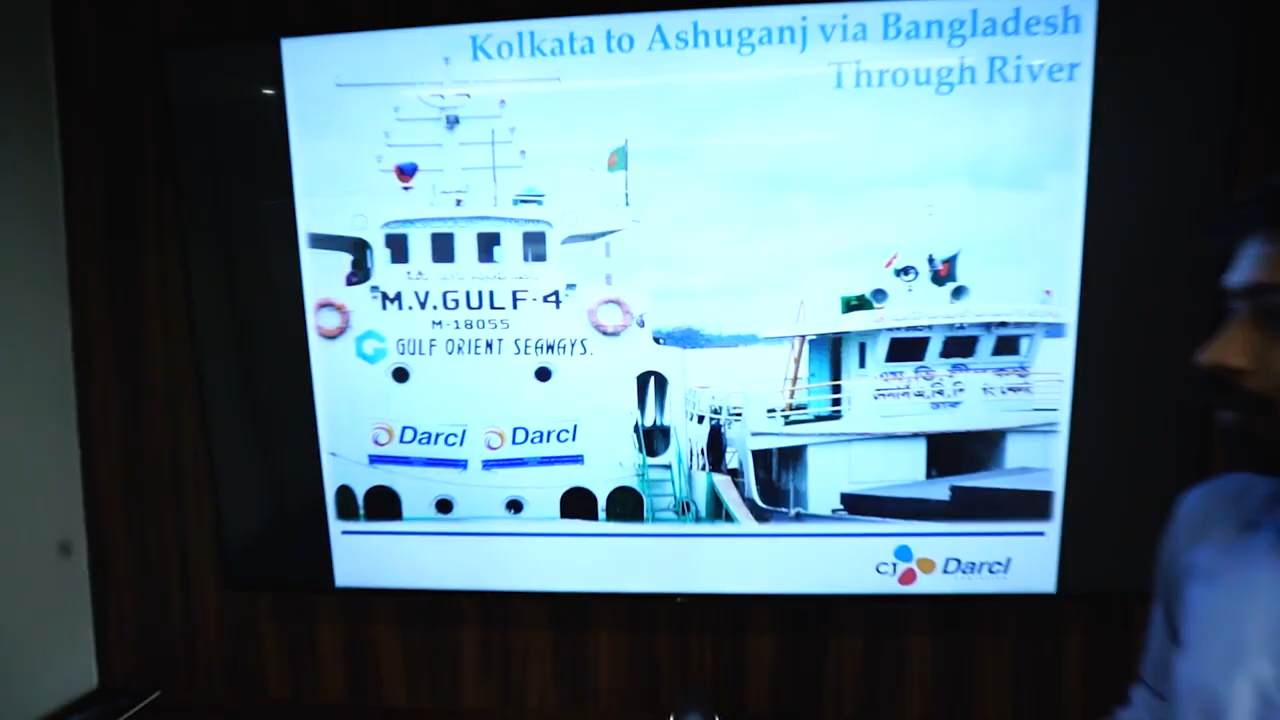 Kolkata to Ashuganj via Bangladesh
Through River
M.V.GULF-4
M-18055
G GULF ORIENT SEAWAYS.
Darcl Darcl
CJ Darcl